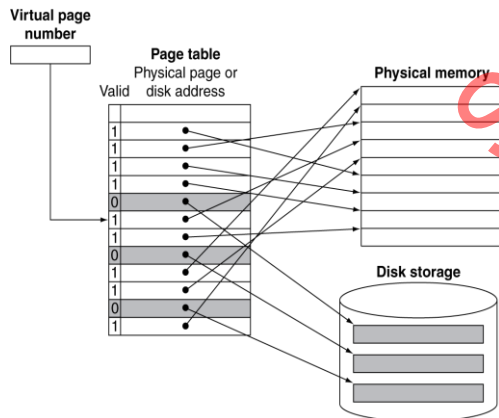 Virtual page
number
Page table
Physical page or
disk address
Valid
Physical memory
1
1
1
1
0
1
1
0
1
1
0
1
Disk storage